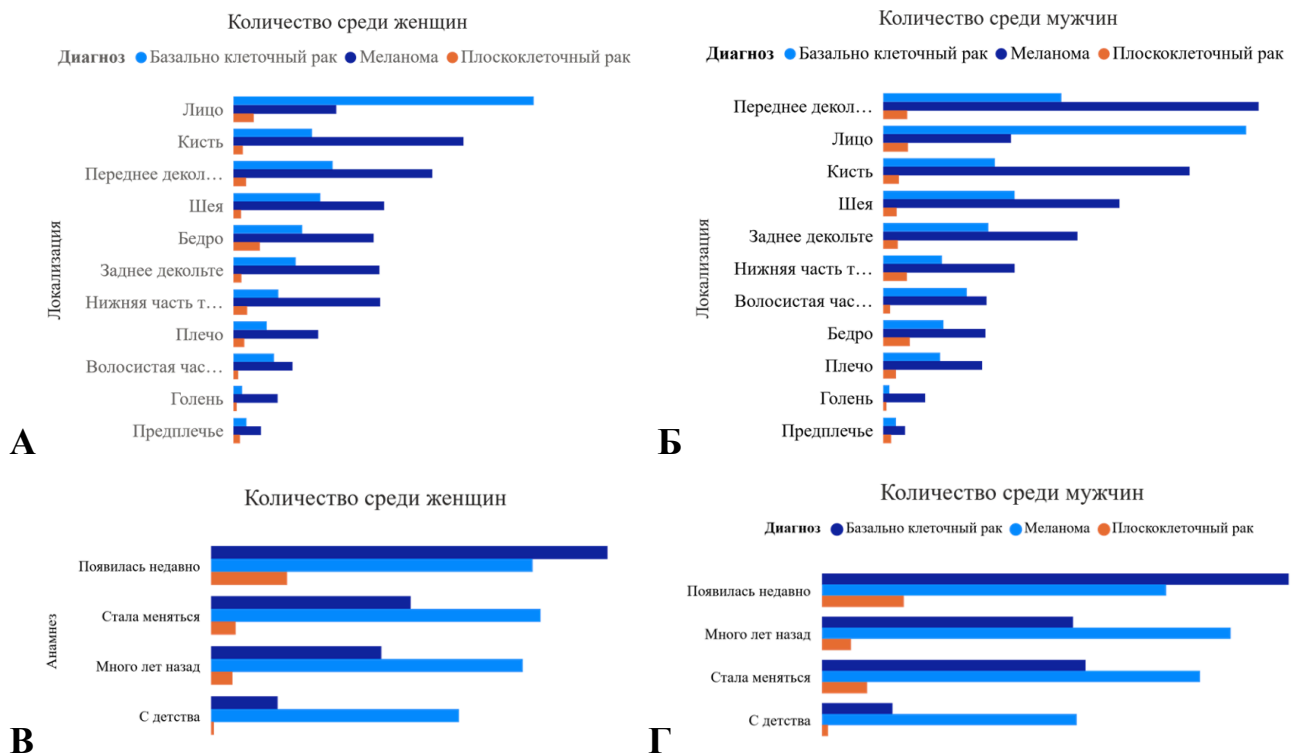 Количество среди женщин
Диагноз Базально клеточный рак Меланома Плоскоклеточный рак
Локализация
Лицо
Кисть
Переднее декол…
Шея
Бедро
Заднее декольте
Нижняя часть т…
Плечо
Волосистая час…
Голень
Предплечье
А
Количество среди мужчин
Диагноз Базально клеточный рак Меланома Плоскоклеточный рак
Локализация
Переднее декол…
Лицо
Кисть
Шея
Заднее декольте
Нижняя часть т…
Волосистая час…
Бедро
Плечо
Голень
Предплечье
Б
Количество среди женщин
Анамнез
Появилась недавно
Стала меняться
Много лет назад
С детства
В
Количество среди мужчин
Диагноз Базально клеточный рак Меланома Плоскоклеточный рак
Появилась недавно
Много лет назад
Стала меняться
С детства
Г